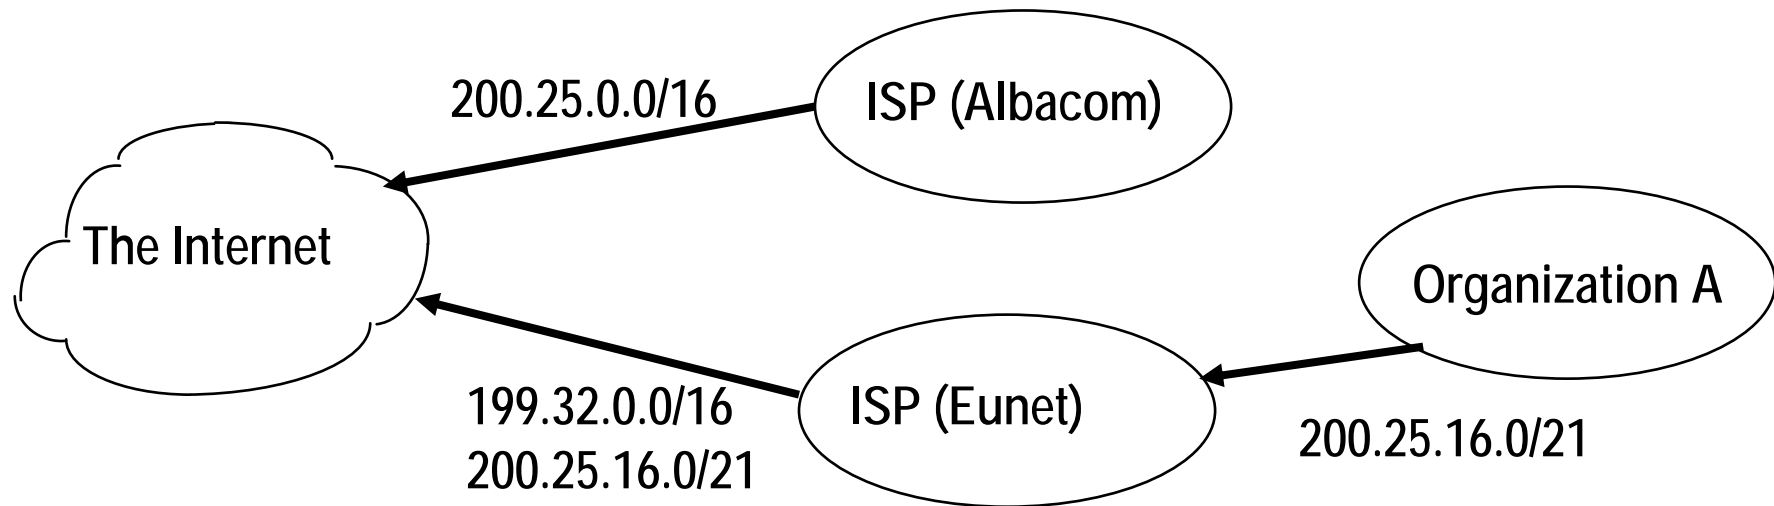 200.25.0.0/16
ISP (Albacom)
The Internet
Organization A
199.32.0.0/16
200.25.16.0/21
ISP (Eunet)
200.25.16.0/21